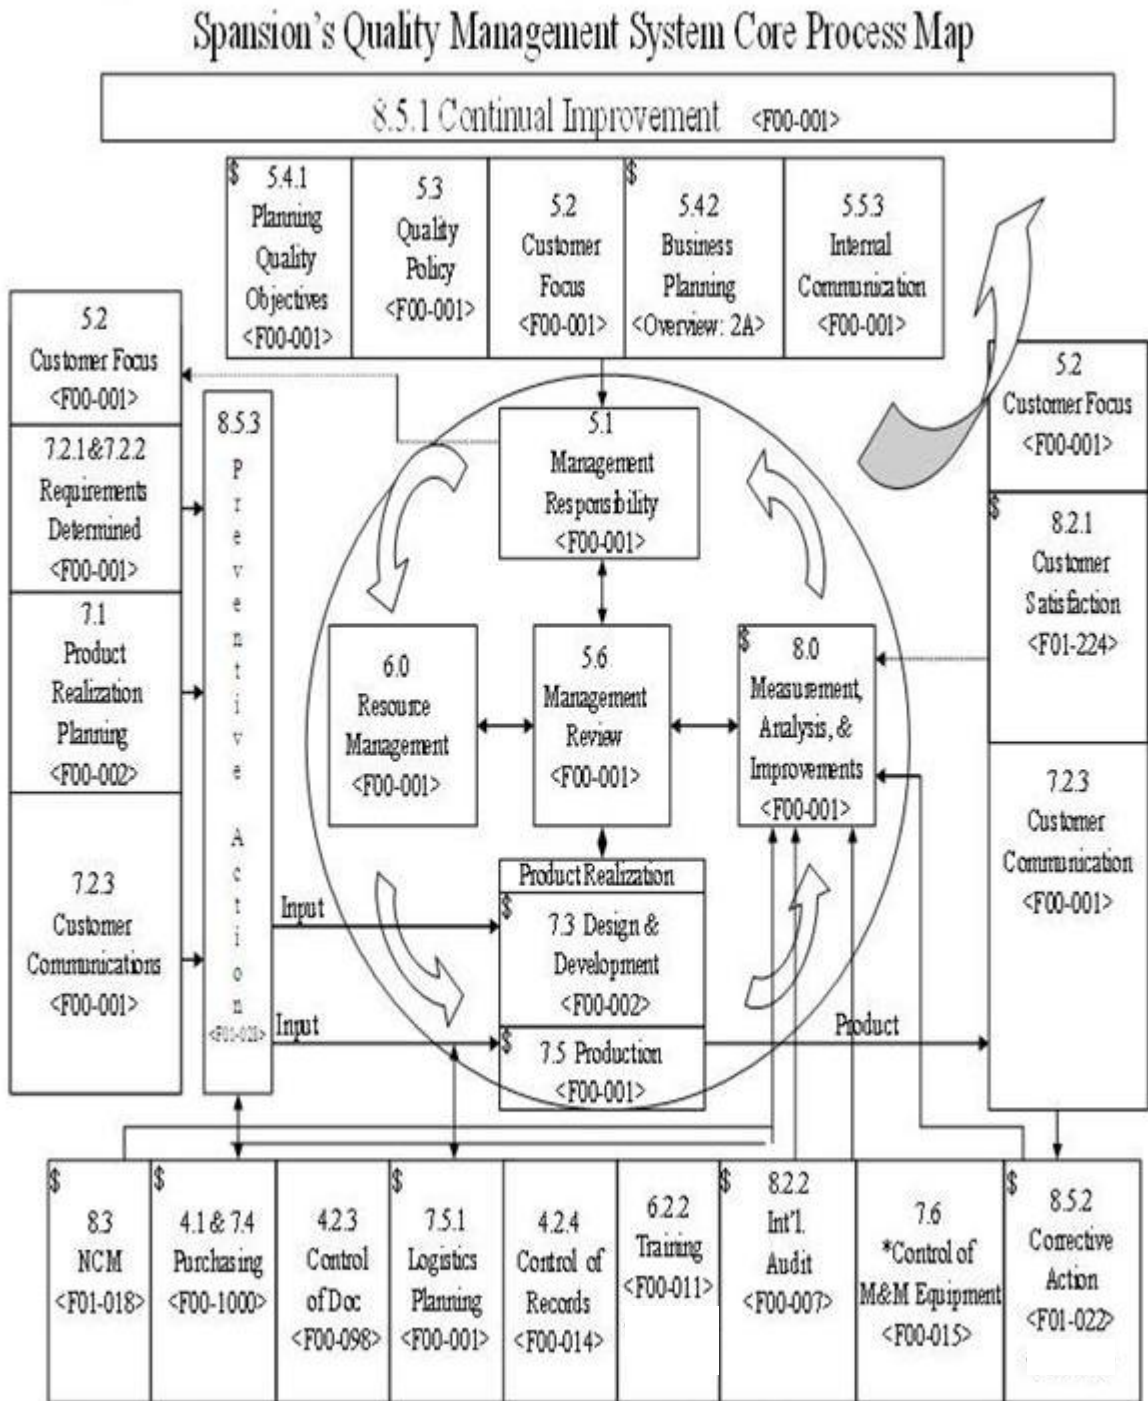 Spansion's Quality Management System Core Process Map
8.5.1 Continual Improvement <F00-001>
$ 5.4.1
Planning
Quality
Objectives
<F00-001>
5.3
Quality
Policy
<F00-001>
5.2
Customer
Focus
<F00-001>
$
5.4.2
Business
Planning
<Overview: 2A>
5.5.3
Internal
Communication
<F00-001>
5.2
Customer Focus
<F00-001>
7.2.1 & 7.2.2
Requirements
Determined
<F00-001>
7.1
Product
Realization
Planning
<F00-002>
7.2.3
Customer
Communications
<F00-001>
8.5.3
P
r
e
v
e
n
t
i
v
e
A
c
t
i
o
n
<F01-028>
5.1
Management
Responsibility
<F00-001>
6.0
Resource
Management
<F00-001>
5.6
Management
Review
<F00-001>
$ 8.0
Measurement,
Analysis, &
Improvements
<F00-001>
Product Realization
$
7.3 Design &
Development
<F00-002>
$ 7.5 Production
<F00-001>
Input
Input
Product
5.2
Customer Focus
<F00-001>
$
8.2.1
Customer
Satisfaction
<F01-224>
7.2.3
Customer
Communication
<F00-001>
$
8.3
NCM
<F01-018>
$
4.1 & 7.4
Purchasing
<F00-1000>
4.2.3
Control
of Doc
<F00-098>
$
7.5.1
Logistics
Planning
<F00-001>
4.2.4
Control of
Records
<F00-014>
6.2.2
Training
<F00-011>
$ 8.2.2
Int'l.
Audit
<F00-007>
7.6
*Control of
M&M Equipment
<F00-015>
$
8.5.2
Corrective
Action
<F01-022>